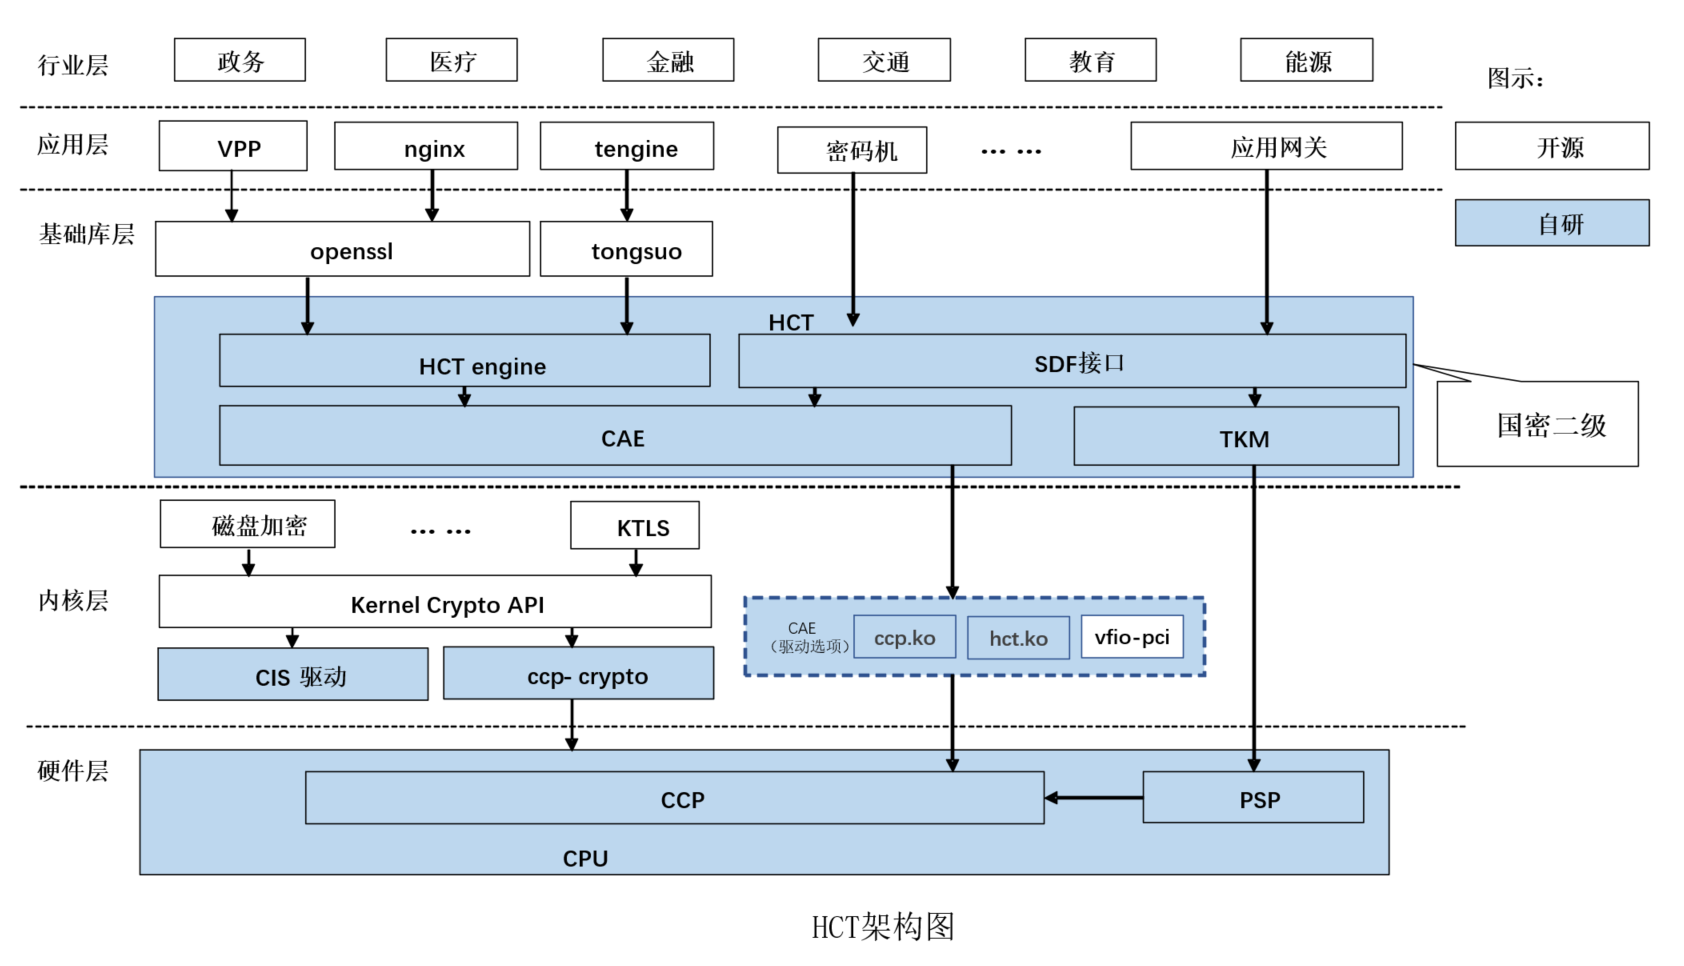 行业层
政务
医疗
金融
交通
教育
能源
图示：
应用层
VPP
nginx
tengine
密码机
... ...
应用网关
开源
自研
基础库层
openssl
tongsuo
HCT
HCT engine
SDF接口
国密二级
CAE
TKM
磁盘加密
... ...
KTLS
内核层
Kernel Crypto API
CAE
（驱动选项）
ccp.ko
hct.ko
vfio-pci
CIS 驱动
ccp- crypto
硬件层
CCP
PSP
CPU
HCT架构图